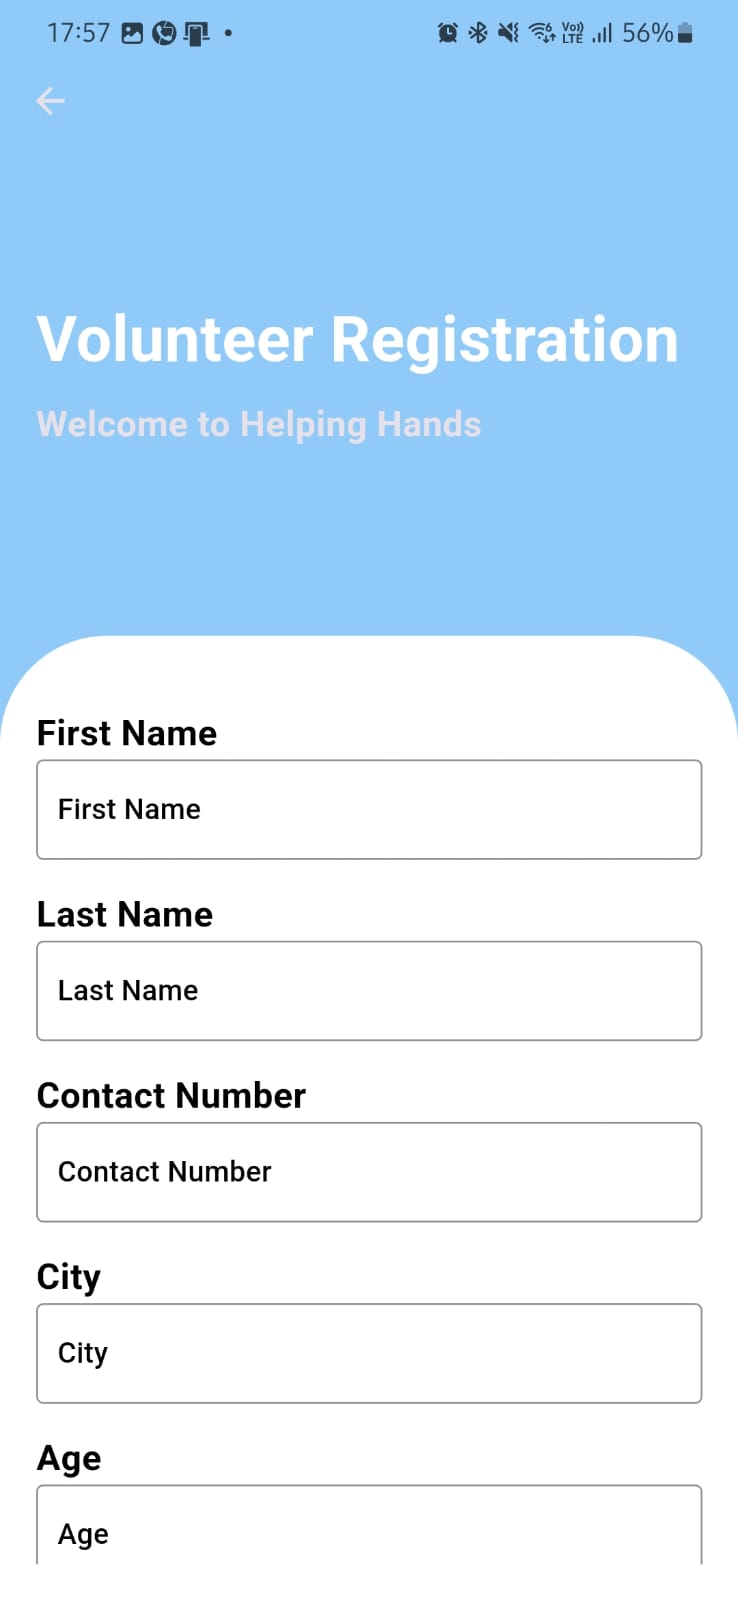 17:57 56%
Volunteer Registration
Welcome to Helping Hands
First Name
First Name
Last Name
Last Name
Contact Number
Contact Number
City
City
Age
Age